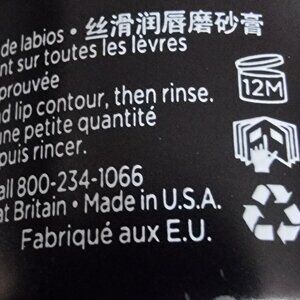 de labios • 丝滑润唇磨砂膏
nt sur toutes les lèvres
prouvée
d lip contour, then rinse.
une petite quantité
puis rincer.
all 800-234-1066
at Britain • Made in U.S.A.
Fabriqué aux E.U.
12M